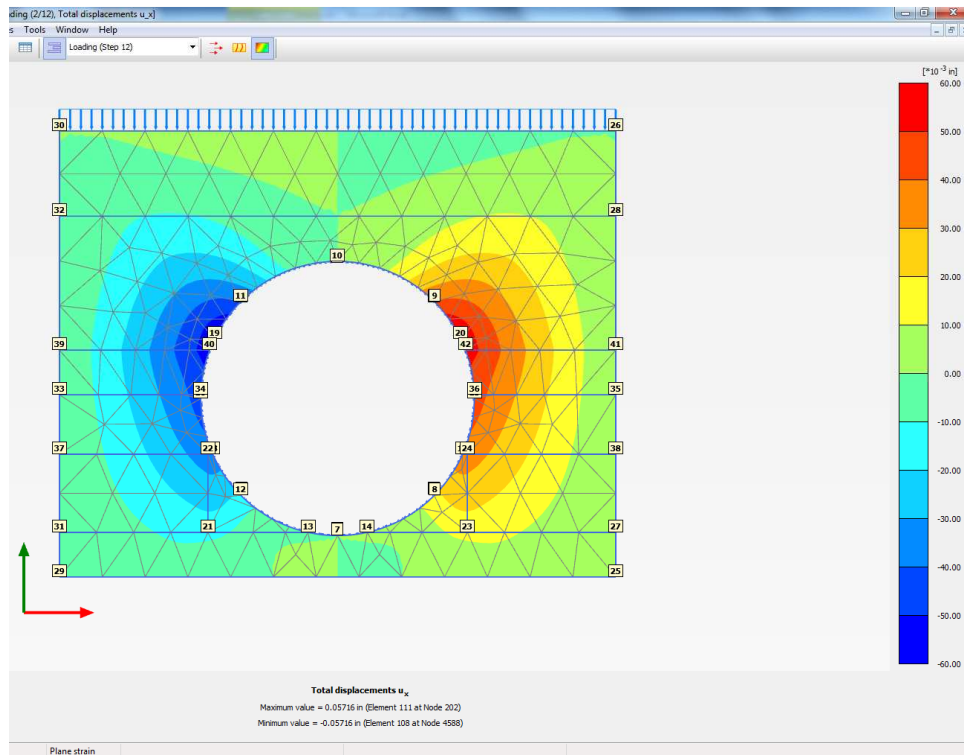 ding (2/12), Total displacements u_x]
s Tools Window Help
Loading (Step 12)
[*10-3 in]
60.00
50.00
40.00
30.00
20.00
10.00
0.00
-10.00
-20.00
-30.00
-40.00
-50.00
-60.00
30 26
32 28
10
11 9
19 20
39 40 42 41
33 34 36 35
37 22 24 38
12 8
31 21 13 7 14 23 27
29 25
Total displacements ux
Maximum value = 0.05716 in (Element 111 at Node 202)
Minimum value = -0.05716 in (Element 108 at Node 4588)
Plane strain